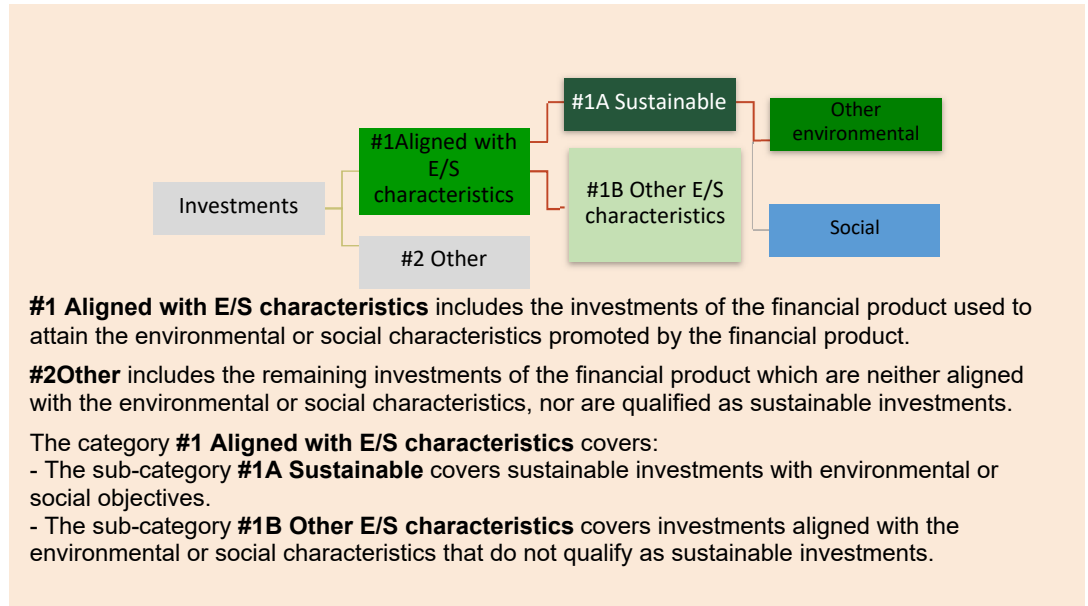 #1A Sustainable
Other
environmental
#1Aligned with
E/S
characteristics
#1B Other E/S
characteristics
Investments
Social
#2 Other
#1 Aligned with E/S characteristics includes the investments of the financial product used to
attain the environmental or social characteristics promoted by the financial product.
#2Other includes the remaining investments of the financial product which are neither aligned
with the environmental or social characteristics, nor are qualified as sustainable investments.
The category #1 Aligned with E/S characteristics covers:
- The sub-category #1A Sustainable covers sustainable investments with environmental or
social objectives.
- The sub-category #1B Other E/S characteristics covers investments aligned with the
environmental or social characteristics that do not qualify as sustainable investments.